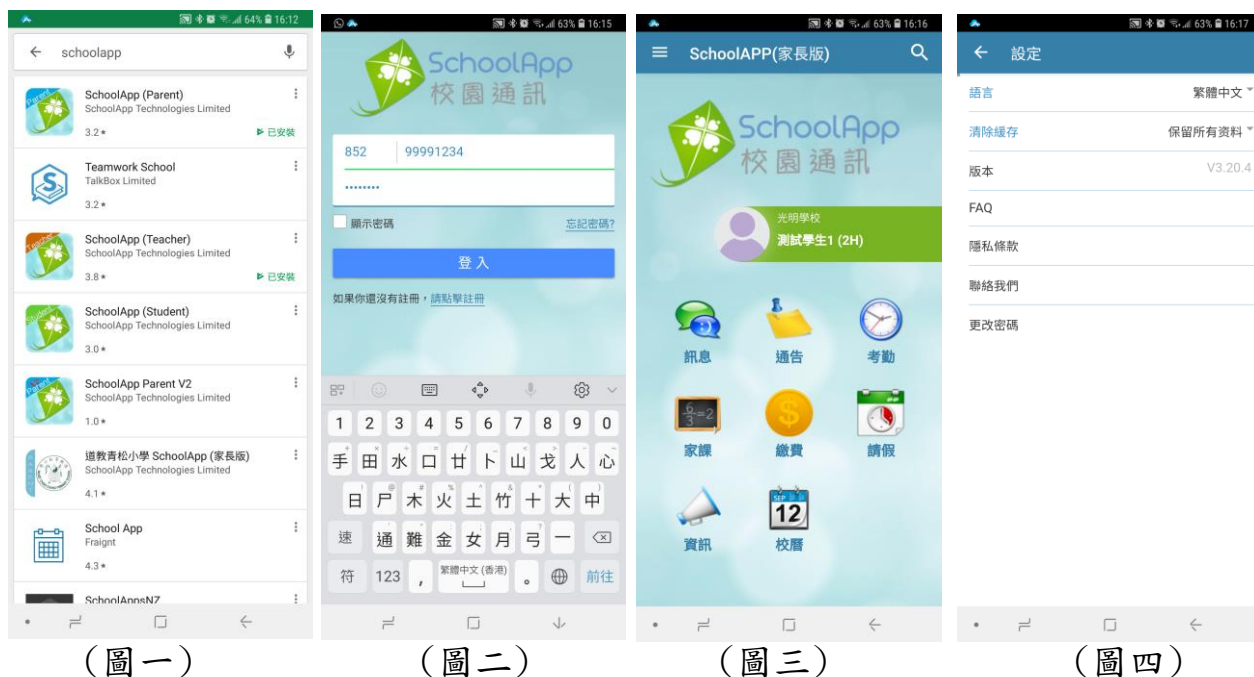 64% 16:12
schoolapp
SchoolApp (Parent)
SchoolApp Technologies Limited
3.2★ 已安裝
Teamwork School
TalkBox Limited
3.2★
SchoolApp (Teacher)
SchoolApp Technologies Limited
3.8★ 已安裝
SchoolApp (Student)
SchoolApp Technologies Limited
3.0★
SchoolApp Parent V2
SchoolApp Technologies Limited
1.0★
道教青松小學 SchoolApp (家長版)
SchoolApp Technologies Limited
4.1★
School App
Fraignt
4.3★
SchoolAppsNZ
(圖一)
63% 16:15
SchoolApp
校園通訊
852 99991234
••••••••
顯示密碼 忘記密碼?
登入
如果你還沒有註冊,請點擊註冊
1 2 3 4 5 6 7 8 9 0
手 田 水 口 廿 卜 山 戈 人 心
日 尸 木 火 土 竹 十 大 中
速 通 難 金 女 月 弓 一
符 123 , 繁體中文 (香港) 。 前往
(圖二)
63% 16:16
SchoolAPP(家長版)
SchoolApp
校園通訊
光明學校
測試學生1 (2H)
訊息 通告 考勤
6/3=2
家課 繳費 請假
SEP
12
資訊 校曆
(圖三)
63% 16:17
設定
語言 繁體中文
清除緩存 保留所有资料
版本 V3.20.4
FAQ
隱私條款
聯絡我們
更改密碼
(圖四)